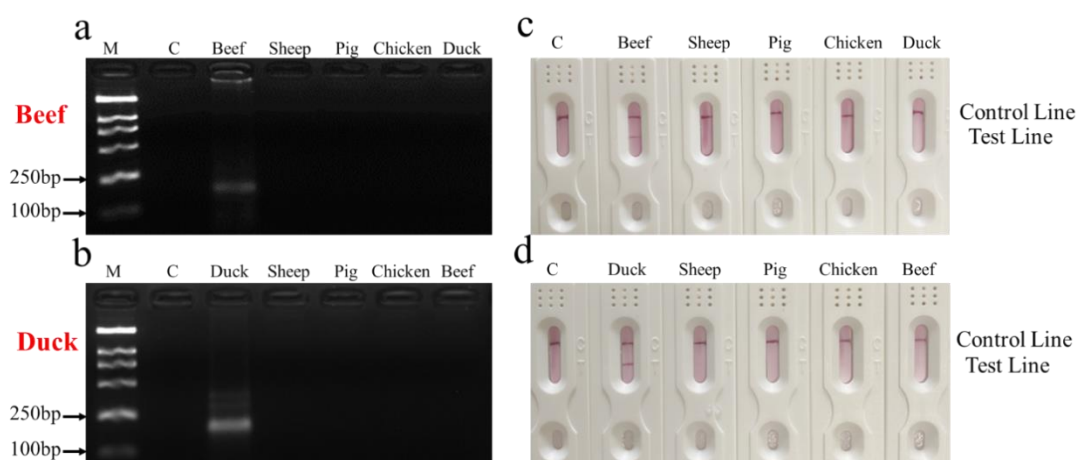 a
M C Beef Sheep Pig Chicken Duck
Beef
250bp
100bp
b
M C Duck Sheep Pig Chicken Beef
Duck
250bp
100bp
c
C Beef Sheep Pig Chicken Duck
Control Line
Test Line
d
C Duck Sheep Pig Chicken Beef
Control Line
Test Line